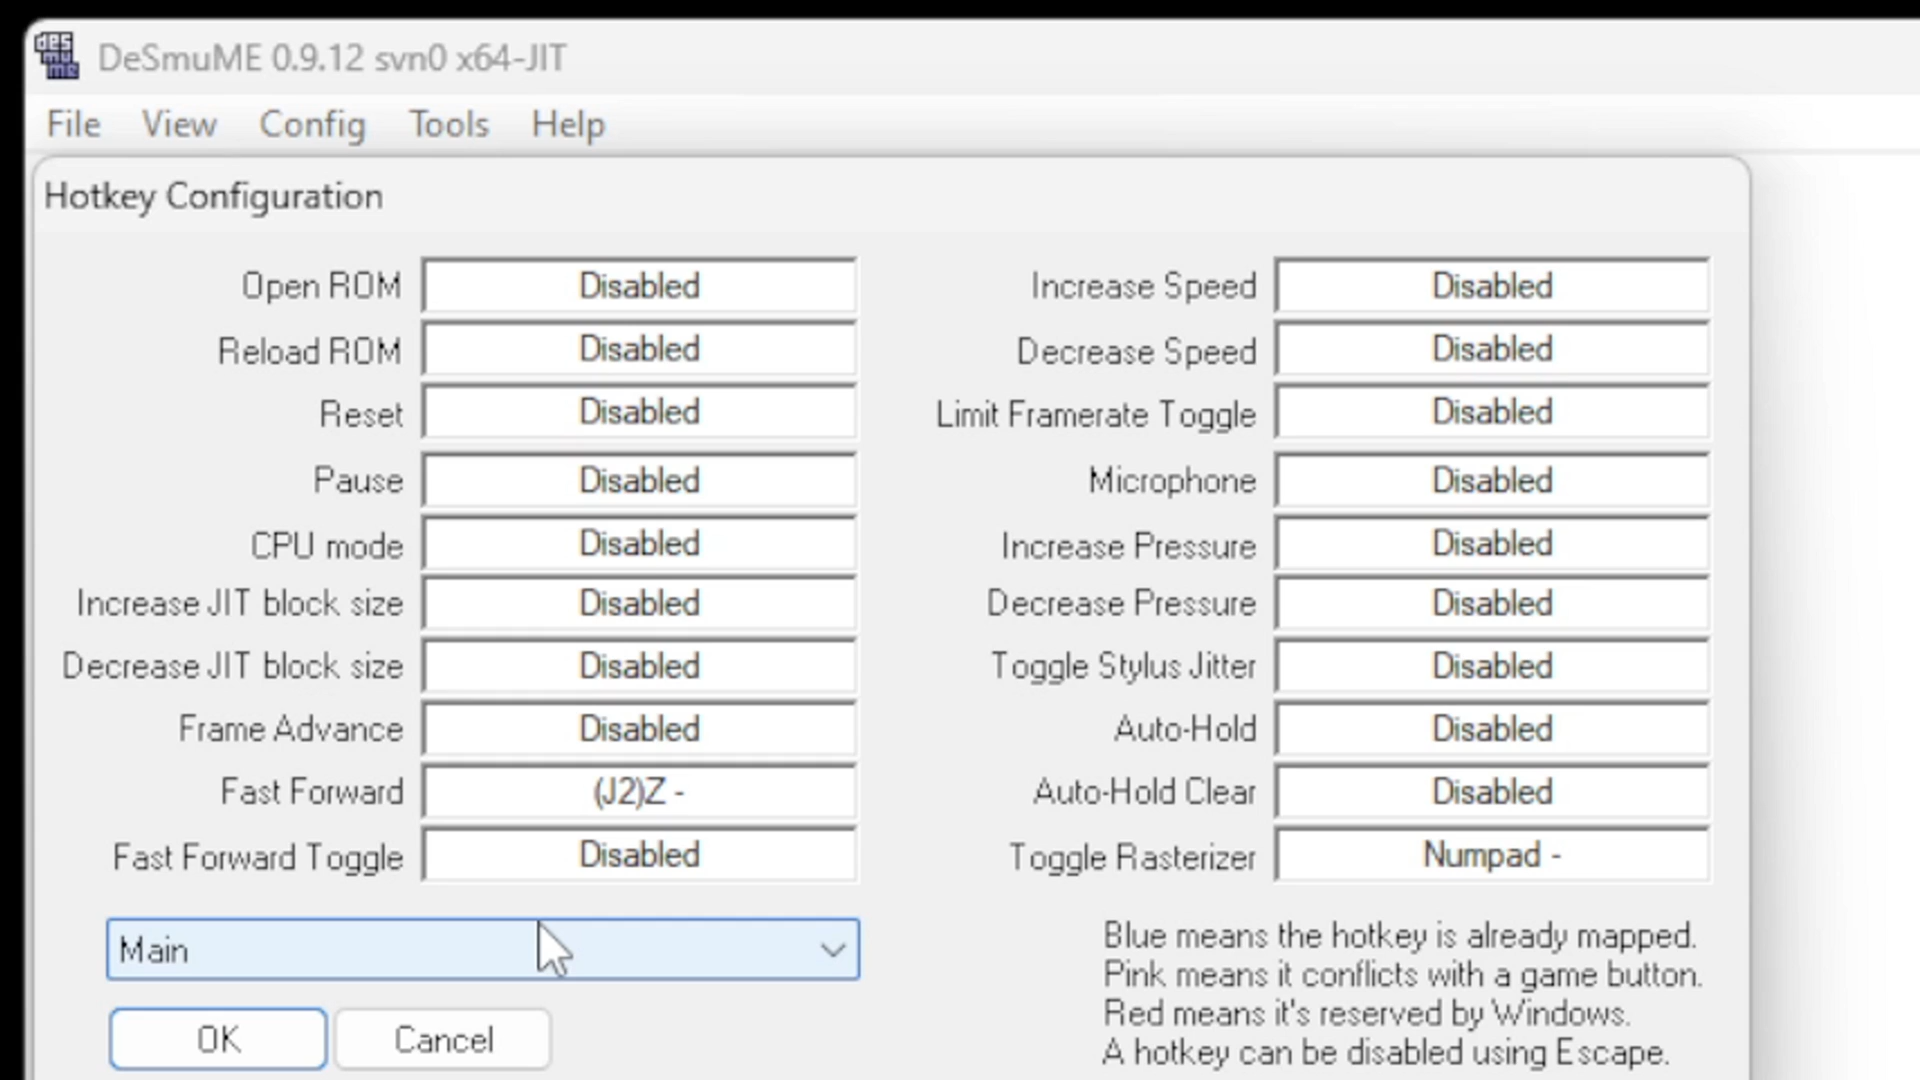 DeSmuME 0.9.12 svn0 x64-JIT
File View Config Tools Help
Hotkey Configuration
Open ROM Disabled Increase Speed Disabled
Reload ROM Disabled Decrease Speed Disabled
Reset Disabled Limit Framerate Toggle Disabled
Pause Disabled Microphone Disabled
CPU mode Disabled Increase Pressure Disabled
Increase JIT block size Disabled Decrease Pressure Disabled
Decrease JIT block size Disabled Toggle Stylus Jitter Disabled
Frame Advance Disabled Auto-Hold Disabled
Fast Forward (J2)Z - Auto-Hold Clear Disabled
Fast Forward Toggle Disabled Toggle Rasterizer Numpad -
Main
Blue means the hotkey is already mapped.
Pink means it conflicts with a game button.
Red means it's reserved by Windows.
A hotkey can be disabled using Escape.
OK Cancel